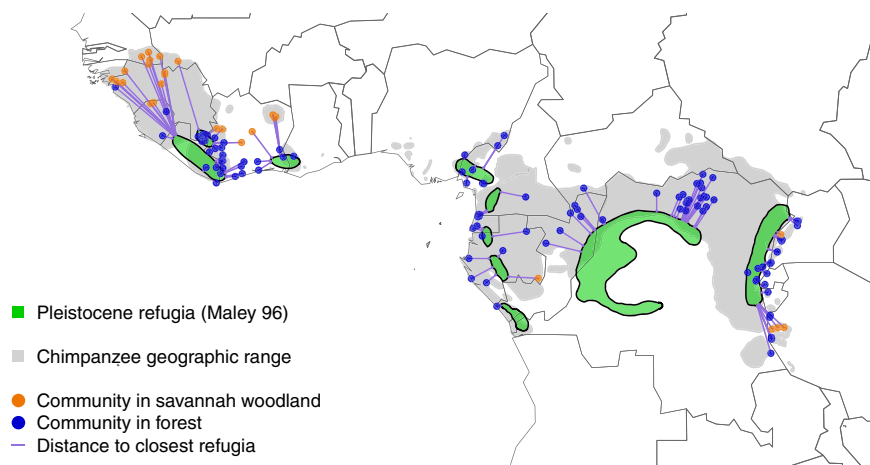 Pleistocene refugia (Maley 96)
Chimpanzee geographic range
Community in savannah woodland
Community in forest
Distance to closest refugia